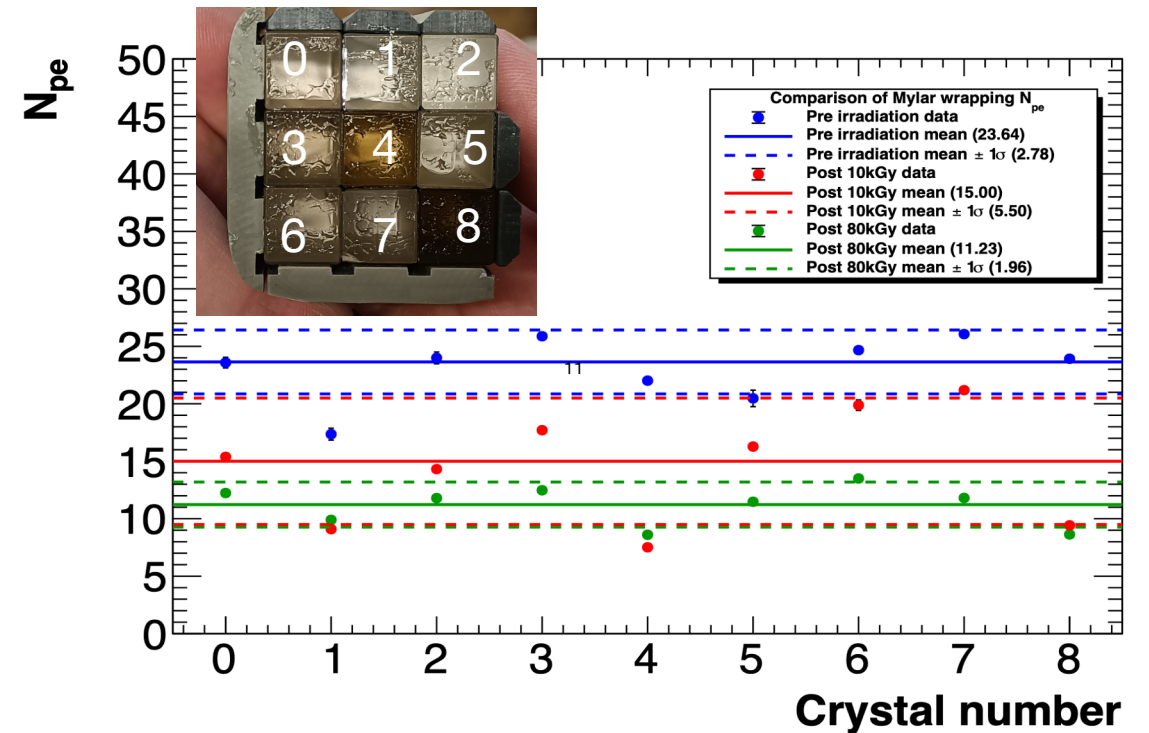 N_pe
50
45
40
35
30
25
20
15
10
5
0
0 1 2
3 4 5
6 7 8
Comparison of Mylar wrapping N_pe
Pre irradiation data
Pre irradiation mean (23.64)
Pre irradiation mean ± 1σ (2.78)
Post 10kGy data
Post 10kGy mean (15.00)
Post 10kGy mean ± 1σ (5.50)
Post 80kGy data
Post 80kGy mean (11.23)
Post 80kGy mean ± 1σ (1.96)
11
0 1 2 3 4 5 6 7 8
Crystal number